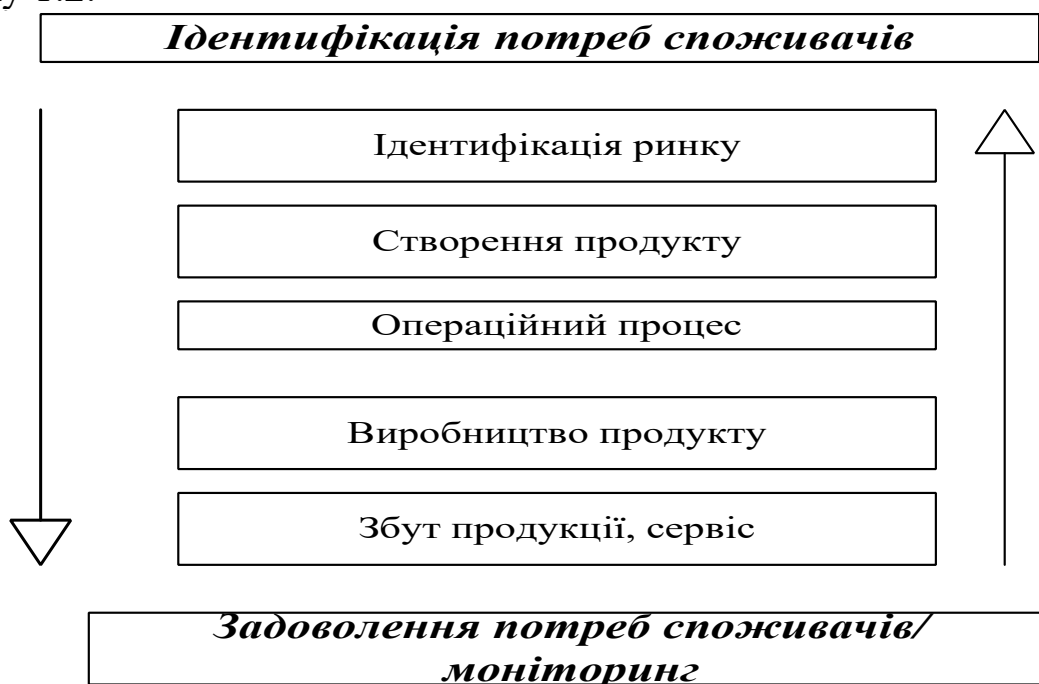 Ідентифікація потреб споживачів
Ідентифікація ринку
Створення продукту
Операційний процес
Виробництво продукту
Збут продукції, сервіс
Задоволення потреб споживачів/
моніторинг